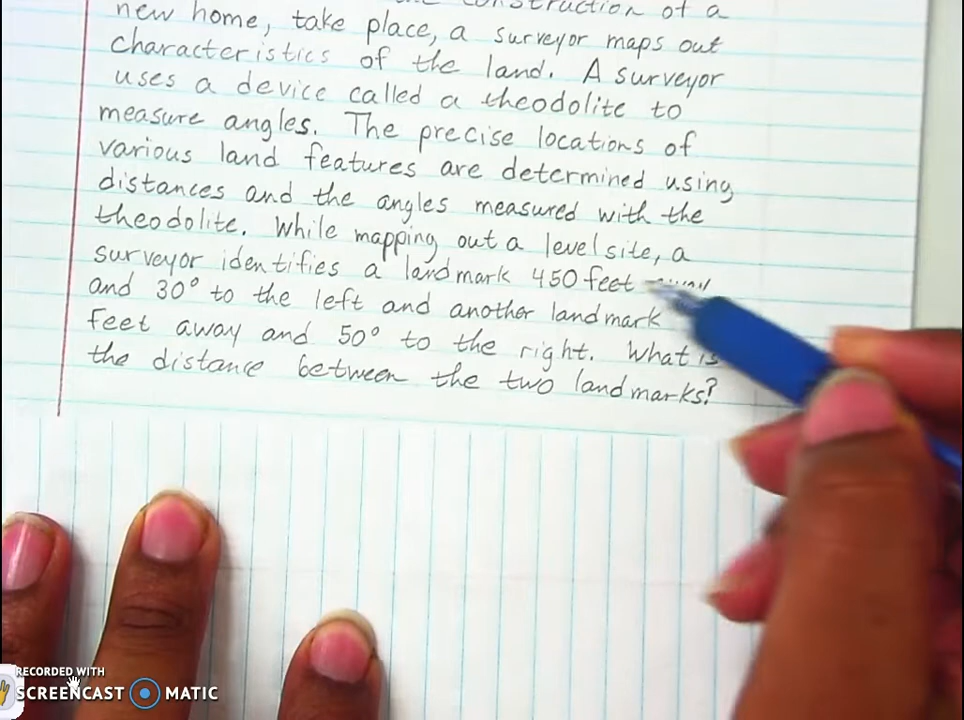 construction of a
new home, take place, a surveyor maps out
characteristics of the land. A surveyor
uses a device called a theodolite to
measure angles. The precise locations of
various land features are determined using
distances and the angles measured with the
theodolite. While mapping out a level site, a
surveyor identifies a landmark 450 feet
and 30° to the left and another landmark
feet away and 50° to the right. What is
the distance between the two landmarks?
RECORDED WITH
SCREENCAST MATIC